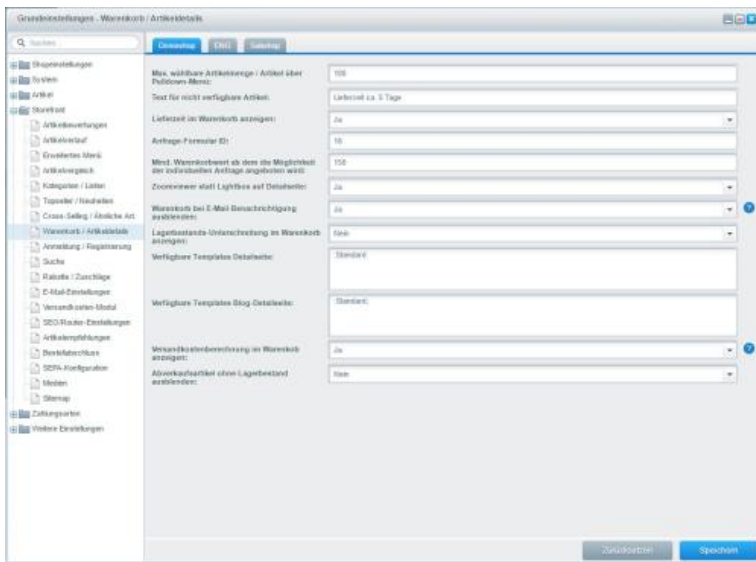 Grundeinstellungen - Warenkorb / Artikeldetails
Suchen...
Shopeinstellungen
System
Artikel
Storefront
Artikelbewertungen
Artikelverlauf
Erweitertes Menü
Artikelvergleich
Kategorien / Listen
Topseller / Neuheiten
Cross-Selling / Ähnliche Art.
Warenkorb / Artikeldetails
Anmeldung / Registrierung
Suche
Rabatte / Zuschläge
E-Mail-Einstellungen
Versandkosten-Modul
SEO/Router-Einstellungen
Artikelempfehlungen
Bestellabschluss
SEPA-Konfiguration
Medien
Sitemap
Zahlungsarten
Weitere Einstellungen
Demoshop
ENG
Subshop
Max. wählbare Artikelmenge / Artikel über Pulldown-Menü:
100
Text für nicht verfügbare Artikel:
Lieferzeit ca. 5 Tage
Lieferzeit im Warenkorb anzeigen:
Ja
Anfrage-Formular ID:
16
Mind. Warenkorbwert ab dem die Möglichkeit der individuellen Anfrage angeboten wird:
150
Zoomviewer statt Lightbox auf Detailseite:
Ja
Warenkorb bei E-Mail-Benachrichtigung ausblenden:
Ja
Lagerbestands-Unterschreitung im Warenkorb anzeigen:
Nein
Verfügbare Templates Detailseite:
:Standard
Verfügbare Templates Blog-Detailseite:
:Standard;
Versandkostenberechnung im Warenkorb anzeigen:
Ja
Abverkaufsartikel ohne Lagerbestand ausblenden:
Nein
Zurücksetzen
Speichern